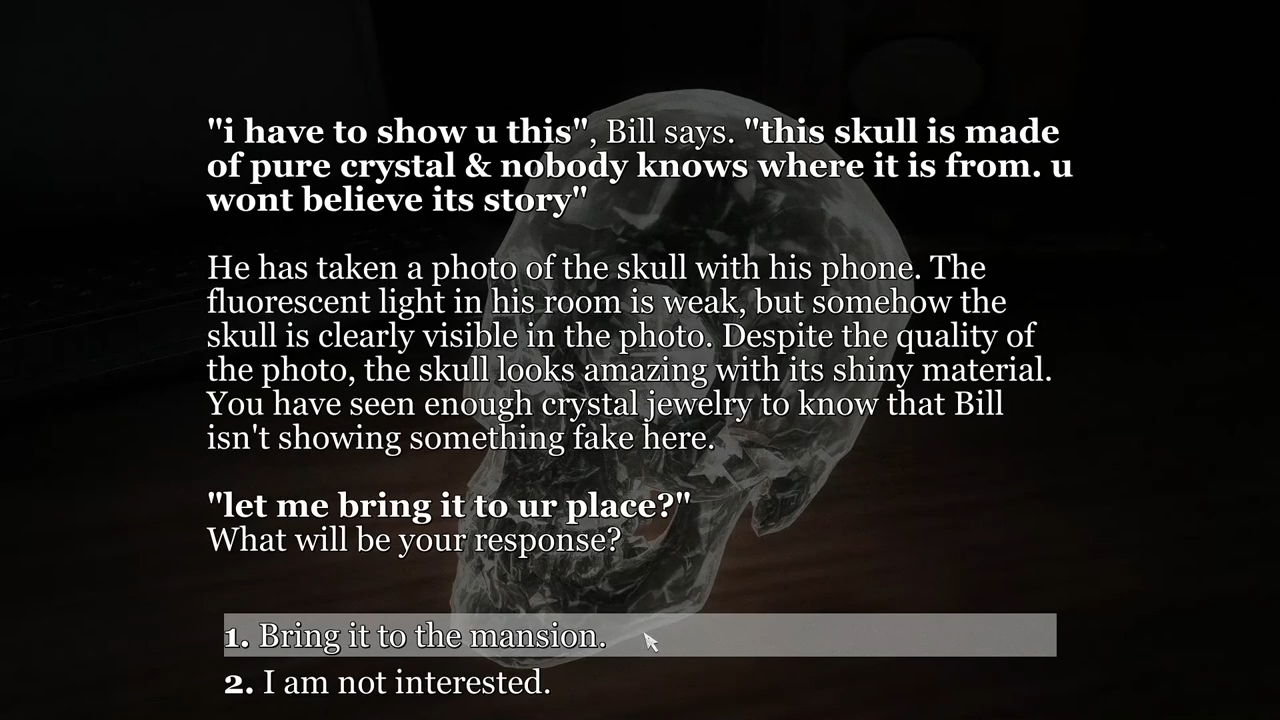 "i have to show u this", Bill says. "this skull is made
of pure crystal & nobody knows where it is from. u
wont believe its story"
He has taken a photo of the skull with his phone. The
fluorescent light in his room is weak, but somehow the
skull is clearly visible in the photo. Despite the quality of
the photo, the skull looks amazing with its shiny material.
You have seen enough crystal jewelry to know that Bill
isn't showing something fake here.
"let me bring it to ur place?"
What will be your response?
1. Bring it to the mansion.
2. I am not interested.